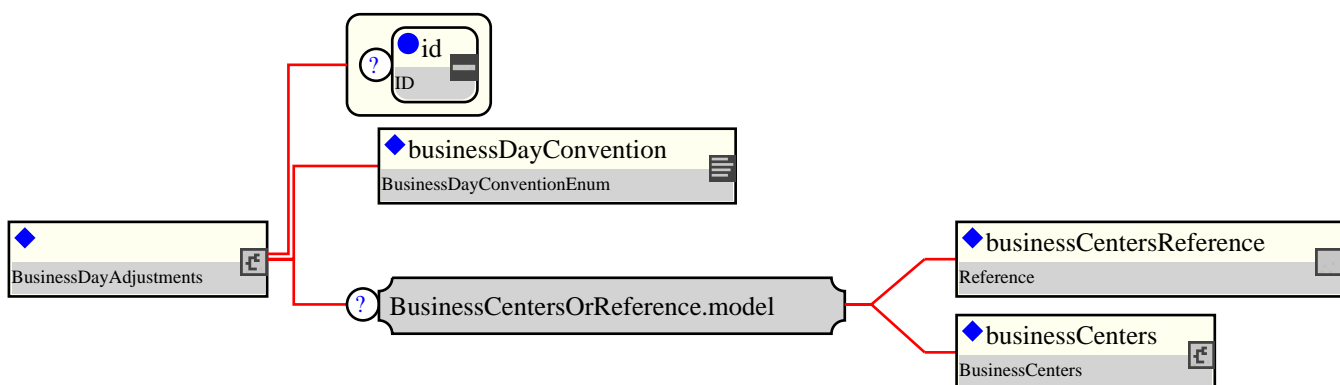 id
?
ID
businessDayConvention
BusinessDayConventionEnum
BusinessDayAdjustments
businessCentersReference
Reference
?
BusinessCentersOrReference.model
businessCenters
BusinessCenters